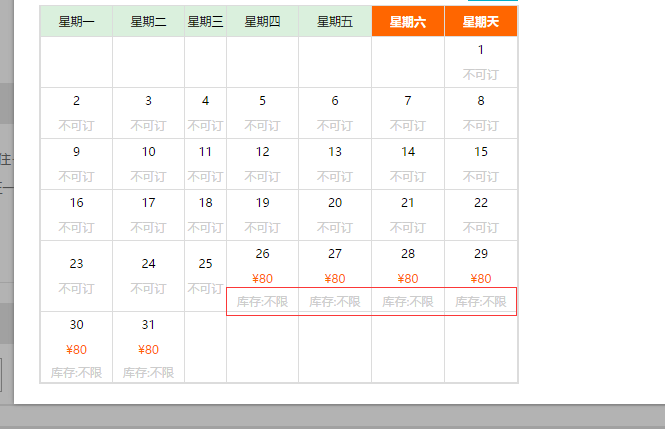 星期一 星期二 星期三 星期四 星期五 星期六 星期天
1
不可订
2 3 4 5 6 7 8
不可订 不可订 不可订 不可订 不可订 不可订 不可订
9 10 11 12 13 14 15
不可订 不可订 不可订 不可订 不可订 不可订 不可订
16 17 18 19 20 21 22
不可订 不可订 不可订 不可订 不可订 不可订 不可订
23 24 25 26 27 28 29
不可订 不可订 不可订 ¥80 ¥80 ¥80 ¥80
库存:不限 库存:不限 库存:不限 库存:不限
30 31
¥80 ¥80
库存:不限 库存:不限
住